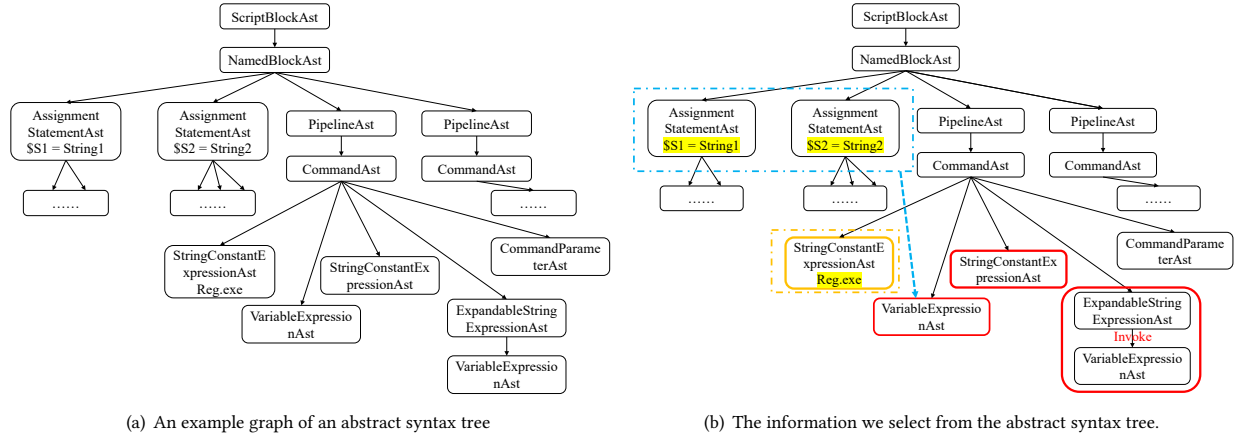 ScriptBlockAst
NamedBlockAst
Assignment
StatementAst
$S1 = String1
Assignment
StatementAst
$S2 = String2
PipelineAst
PipelineAst
CommandAst
CommandAst
……
……
……
StringConstantE
xpressionAst
Reg.exe
StringConstantEx
pressionAst
CommandParame
terAst
VariableExpressio
nAst
ExpandableString
ExpressionAst
VariableExpressio
nAst
(a) An example graph of an abstract syntax tree
ScriptBlockAst
NamedBlockAst
Assignment
StatementAst
$S1 = String1
Assignment
StatementAst
$S2 = String2
PipelineAst
PipelineAst
CommandAst
CommandAst
……
……
……
StringConstantE
xpressionAst
Reg.exe
StringConstantEx
pressionAst
CommandParame
terAst
VariableExpressio
nAst
ExpandableString
ExpressionAst
Invoke
VariableExpressio
nAst
(b) The information we select from the abstract syntax tree.